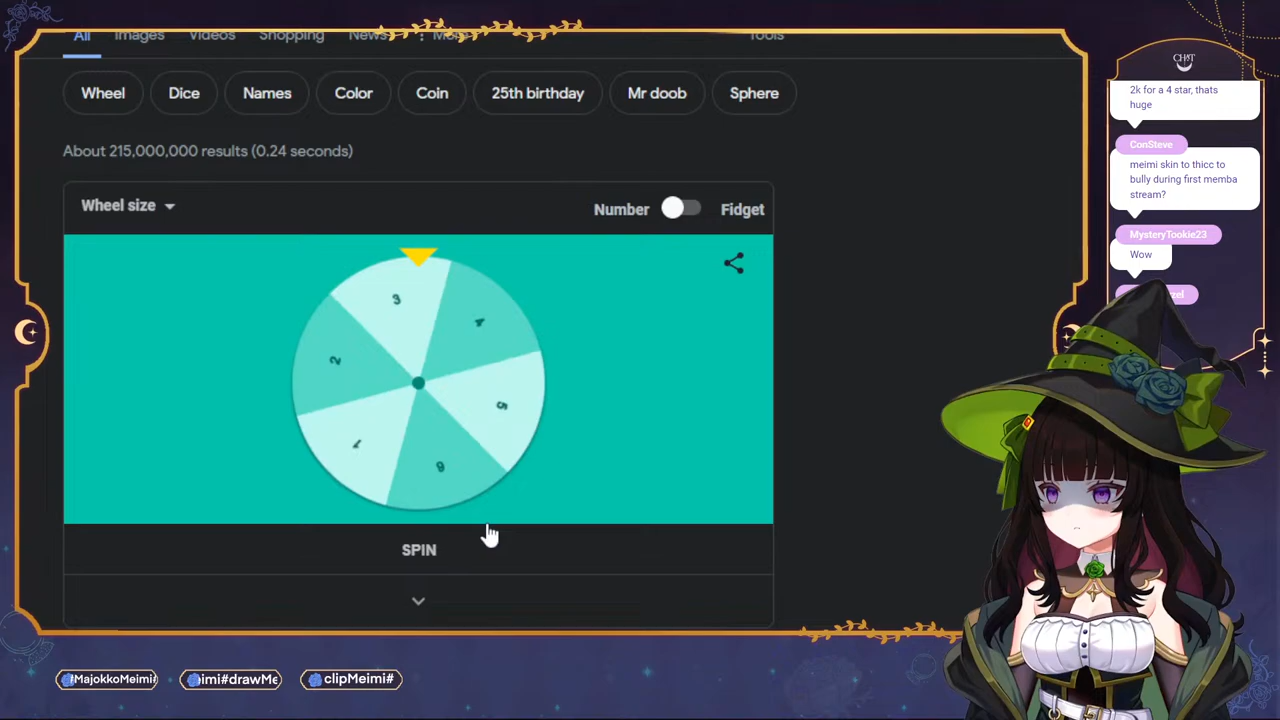 All Images Videos Shopping News Tools
Wheel Dice Names Color Coin 25th birthday Mr doob Sphere
About 215,000,000 results (0.24 seconds)
Wheel size
Number Fidget
3
4
2
5
1
6
SPIN
CHAT
2k for a 4 star, thats
huge
ConSteve
meimi skin to thicc to
bully during first memba
stream?
MysteryTookie23
Wow
#MajokkoMeimi
eimi#drawMe
clipMeimi#